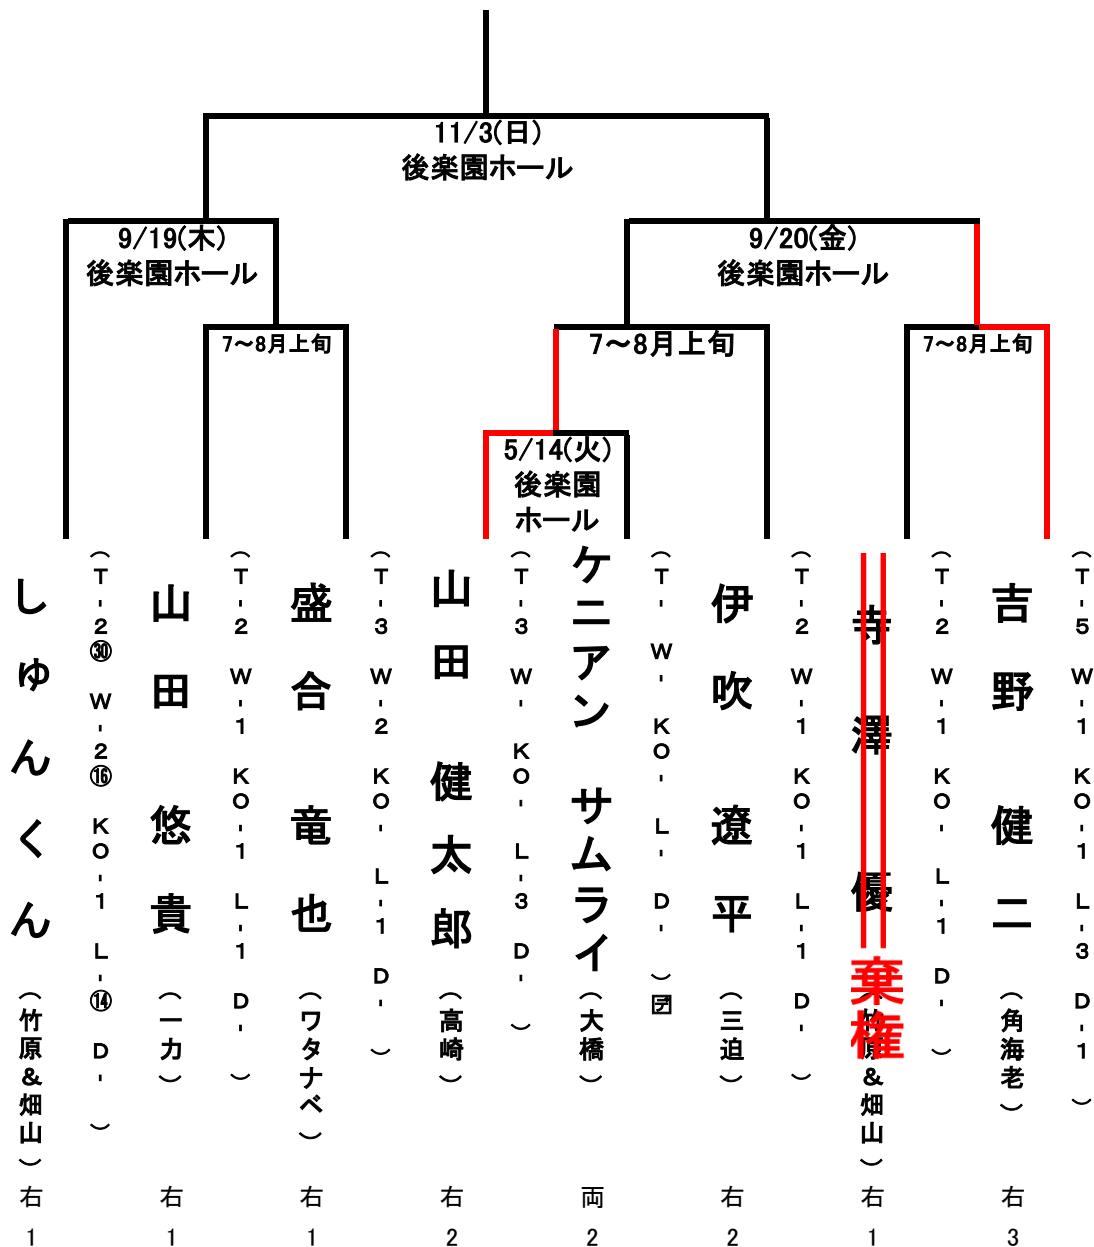 11/3(日)
後楽園ホール
9/19(木)
後楽園ホール
9/20(金)
後楽園ホール
7～8月上旬
7～8月上旬
7～8月上旬
5/14(火)
後楽園
ホール
しゅんくん(竹原＆畑山)右1
(T-2㉚ W-2⑯ KO-1 L-⑭ D- )
山田 悠貴(一力)右1
(T-2 W-1 KO-1 L-1 D- )
盛合 竜也(ワタナベ)右1
(T-3 W-2 KO- L-1 D- )
山田 健太郎(高崎)右2
(T-3 W- KO- L-3 D- )
ケニアン サムライ(大橋)両2
(T- W- KO- L- D- )
伊吹 遼平(三迫)右2
(T-2 W-1 KO-1 L-1 D- )
寺澤 優(竹原＆畑山)右1
棄権
(T-2 W-1 KO- L-1 D- )
吉野 健二(角海老)右3
(T-5 W-1 KO-1 L-3 D-1 )